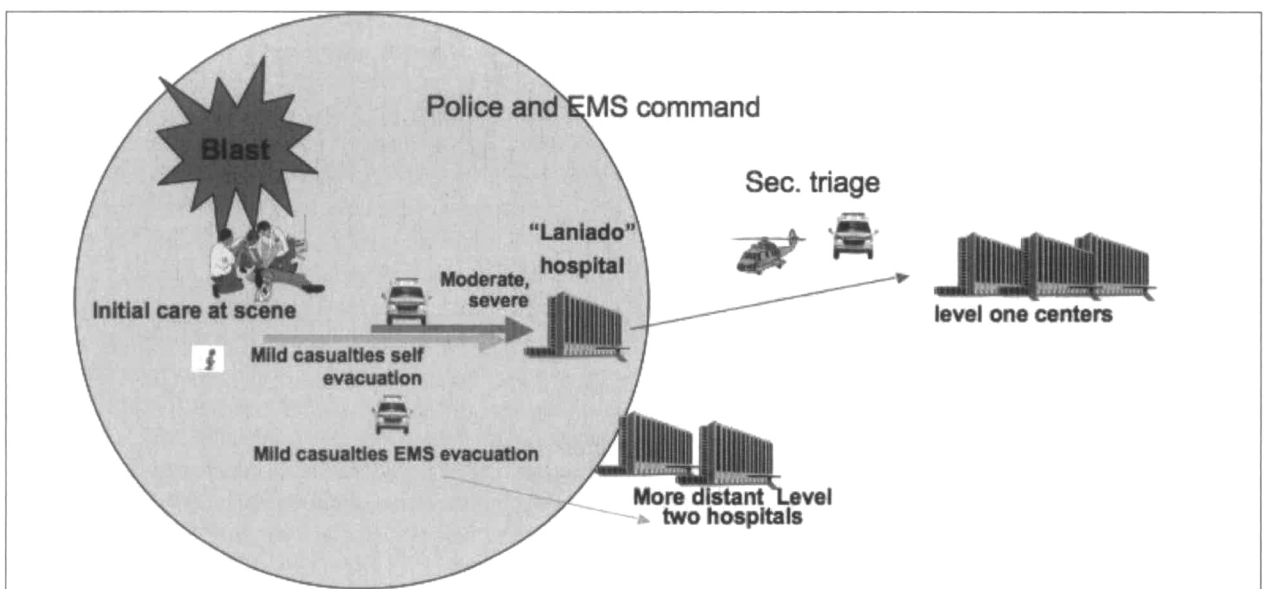 Police and EMS command
Blast
Sec. triage
"Laniado"
hospital
Moderate,
severe
Initial care at scene
level one centers
Mild casualties self
evacuation
Mild casualties EMS evacuation
More distant Level
two hospitals